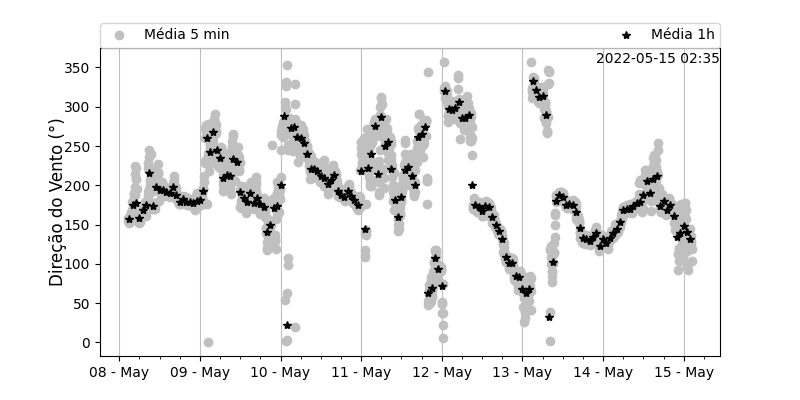 Média 5 min
Média 1h
2022-05-15 02:35
Direção do Vento (°)
350
300
250
200
150
100
50
0
08 - May
09 - May
10 - May
11 - May
12 - May
13 - May
14 - May
15 - May